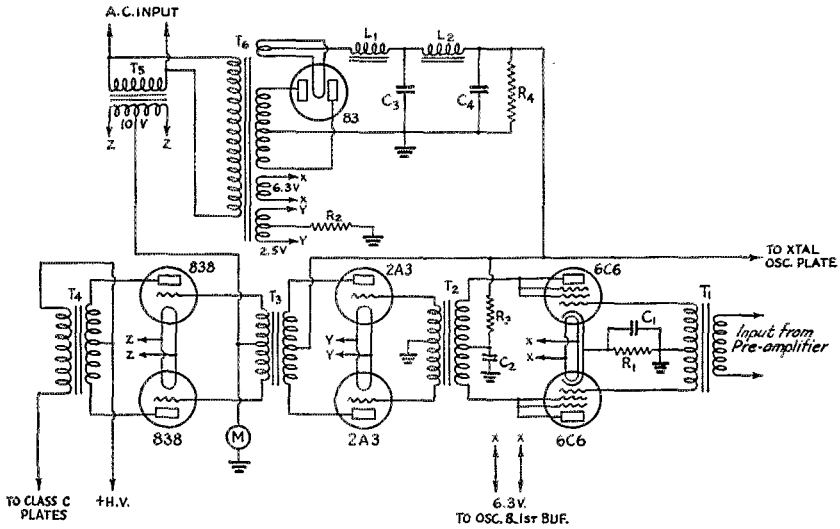 A.C. INPUT
T5
10 V
Z
Z
T6
L1
L2
C3
C4
R4
83
X
6.3V
X
Y
R2
Y
2.5V
TO XTAL
OSC. PLATE
838
2A3
6C6
T4
T3
T2
T1
R3
C2
C1
R1
Z
Z
Y
Y
X
X
Input from
Pre-amplifier
838
2A3
6C6
M
X
X
TO CLASS C
PLATES
+H.V.
6.3V.
TO OSC. & 1ST BUF.